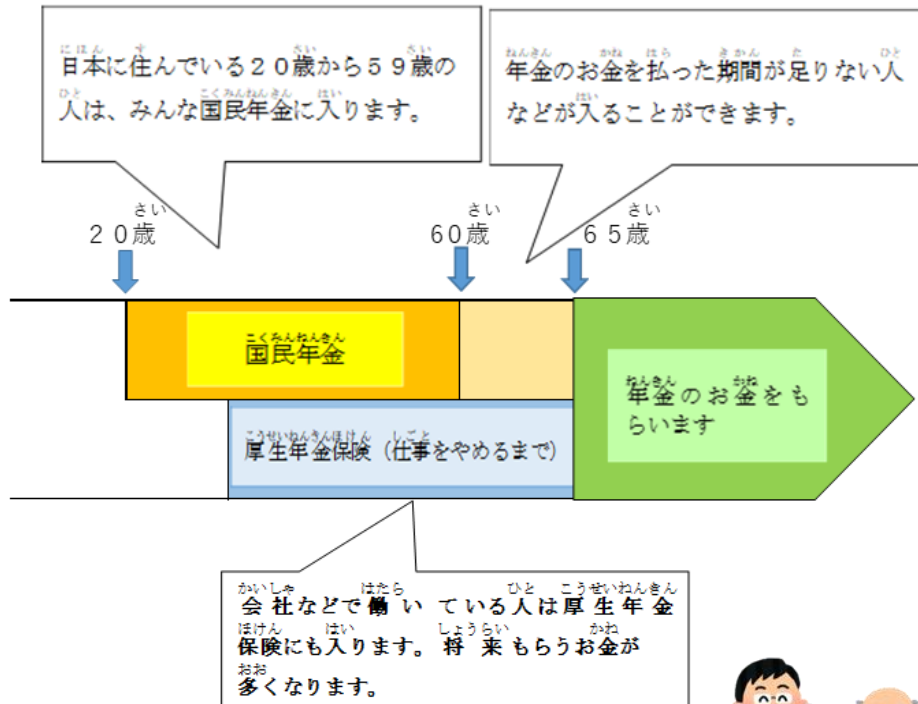 日本に住んでいる２０歳から５９歳の
人は、みんな国民年金に入ります。
年金のお金を払った期間が足りない人
などが入ることができます。
２０歳
60歳
６５歳
国民年金
厚生年金保険（仕事をやめるまで）
年金のお金をも
らいます
会社などで働いている人は厚生年金
保険にも入ります。将来もらうお金が
多くなります。